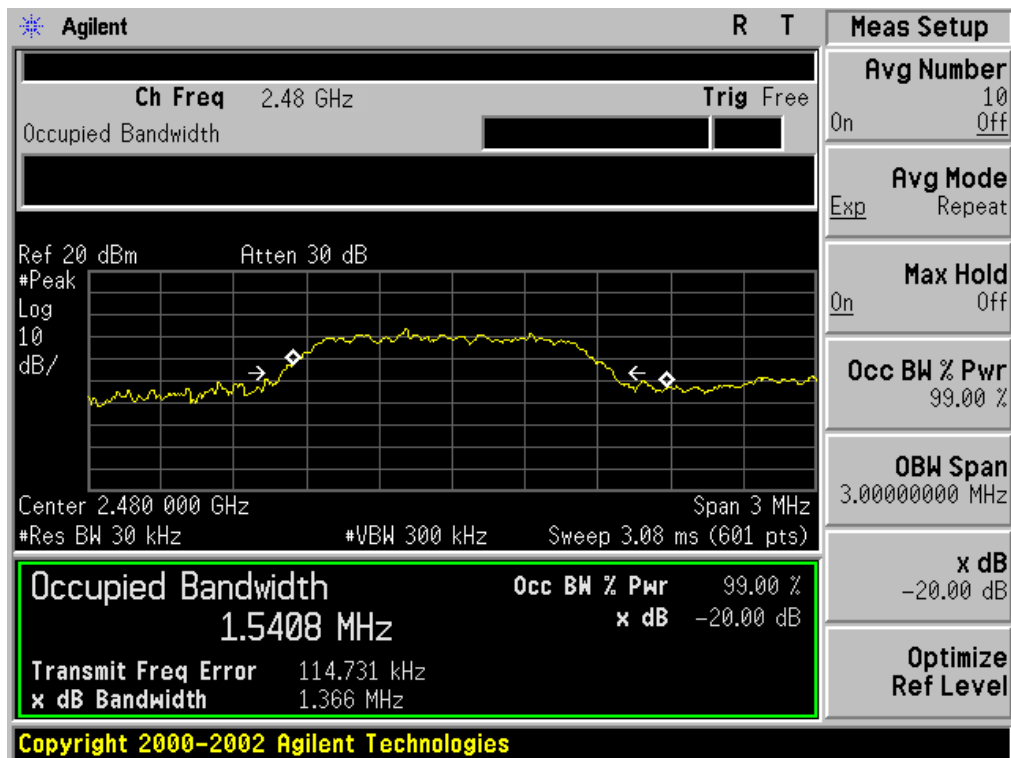 Agilent R T
Ch Freq 2.48 GHz Trig Free
Occupied Bandwidth
Ref 20 dBm Atten 30 dB
#Peak
Log
10
dB/
Center 2.480 000 GHz Span 3 MHz
#Res BW 30 kHz #VBW 300 kHz Sweep 3.08 ms (601 pts)
Occupied Bandwidth Occ BW % Pwr 99.00 %
1.5408 MHz x dB -20.00 dB
Transmit Freq Error 114.731 kHz
x dB Bandwidth 1.366 MHz
Copyright 2000-2002 Agilent Technologies
Meas Setup
Avg Number
10
On Off
Avg Mode
Exp Repeat
Max Hold
On Off
Occ BW % Pwr
99.00 %
OBW Span
3.00000000 MHz
x dB
-20.00 dB
Optimize
Ref Level